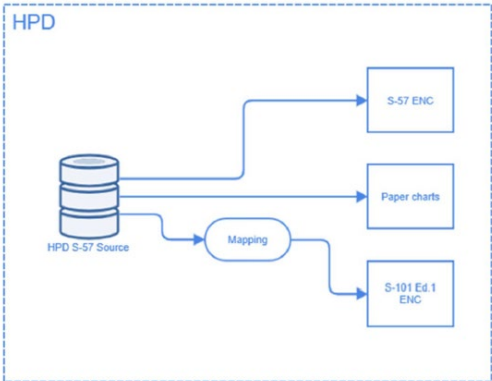 HPD
S-57 ENC
Paper charts
HPD S-57 Source
Mapping
S-101 Ed.1
ENC